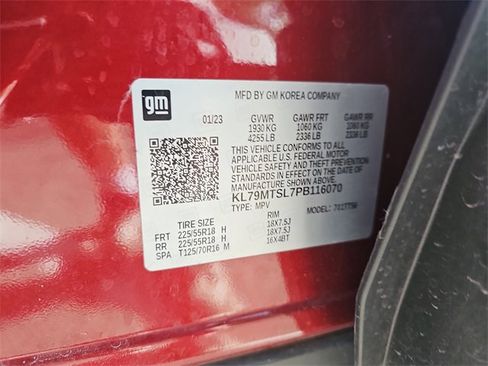 gm
MFD BY GM KOREA COMPANY
01/23 GVWR GAWR FRT GAWR RR
1930 KG 1060 KG 1060 KG
4255 LB 2336 LB 2336 LB
THIS VEHICLE CONFORMS TO ALL
APPLICABLE U.S. FEDERAL MOTOR
VEHICLE SAFETY AND THEFT
PREVENTION STANDARDS IN EFFECT
ON THE DATE OF MANUFACTURE
SHOWN ABOVE.
KL79MTSL7PB116070
TYPE: MPV MODEL:
TIRE SIZE RIM
FRT 225/55R18 H 18X7.5J
RR 225/55R18 H 18X7.5J
SPA T125/70R16 M 16X4BT